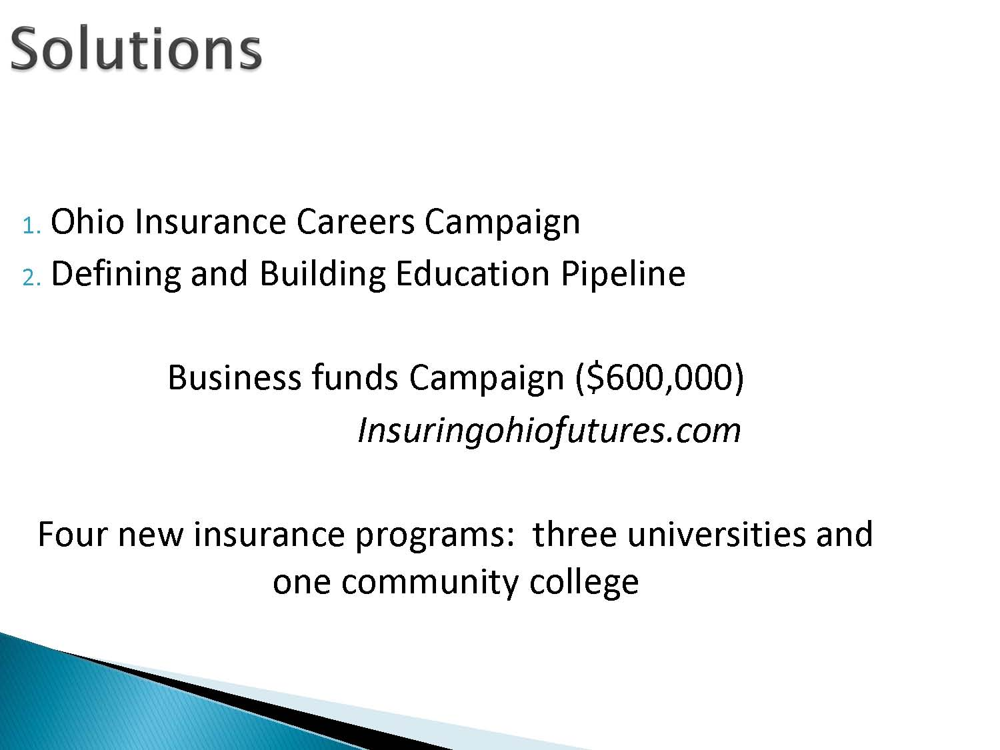 Solutions
1. Ohio Insurance Careers Campaign
2. Defining and Building Education Pipeline
Business funds Campaign ($600,000)
Insuringohiofutures.com
Four new insurance programs:  three universities and
one community college